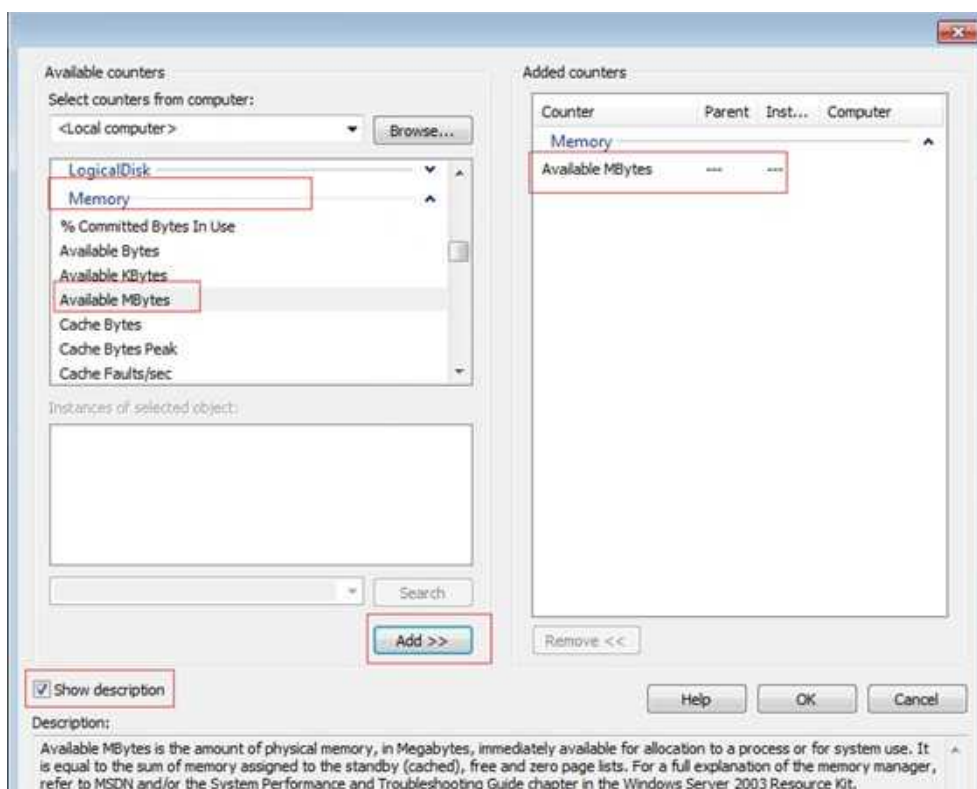 Available counters
Select counters from computer:
<Local computer>
Browse...
LogicalDisk
Memory
% Committed Bytes In Use
Available Bytes
Available KBytes
Available MBytes
Cache Bytes
Cache Bytes Peak
Cache Faults/sec
Instances of selected object:
Search
Add >>
Added counters
Counter Parent Inst... Computer
Memory
Available MBytes --- ---
Remove <<
Show description
Help OK Cancel
Description:
Available MBytes is the amount of physical memory, in Megabytes, immediately available for allocation to a process or for system use. It
is equal to the sum of memory assigned to the standby (cached), free and zero page lists. For a full explanation of the memory manager,
refer to MSDN and/or the System Performance and Troubleshooting Guide chapter in the Windows Server 2003 Resource Kit.